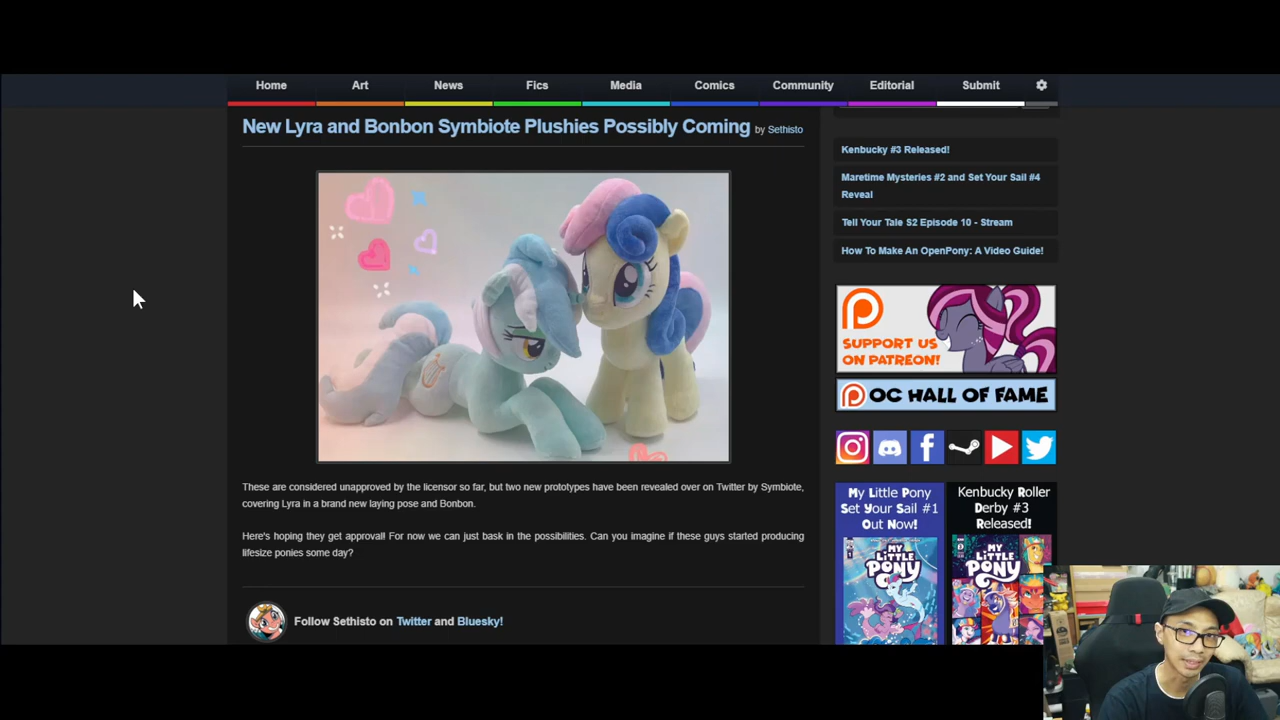 Home Art News Fics Media Comics Community Editorial Submit
New Lyra and Bonbon Symbiote Plushies Possibly Coming by Sethisto
These are considered unapproved by the licensor so far, but two new prototypes have been revealed over on Twitter by Symbiote,
covering Lyra in a brand new laying pose and Bonbon.
Here's hoping they get approval! For now we can just bask in the possibilities. Can you imagine if these guys started producing
lifesize ponies some day?
Follow Sethisto on Twitter and Bluesky!
Kenbucky #3 Released!
Maretime Mysteries #2 and Set Your Sail #4
Reveal
Tell Your Tale S2 Episode 10 - Stream
How To Make An OpenPony: A Video Guide!
SUPPORT US
ON PATREON!
OC HALL OF FAME
My Little Pony
Set Your Sail #1
Out Now!
MY
LITTLE
PONY
Kenbucky Roller
Derby #3
Released!
MY
LITTLE
PONY